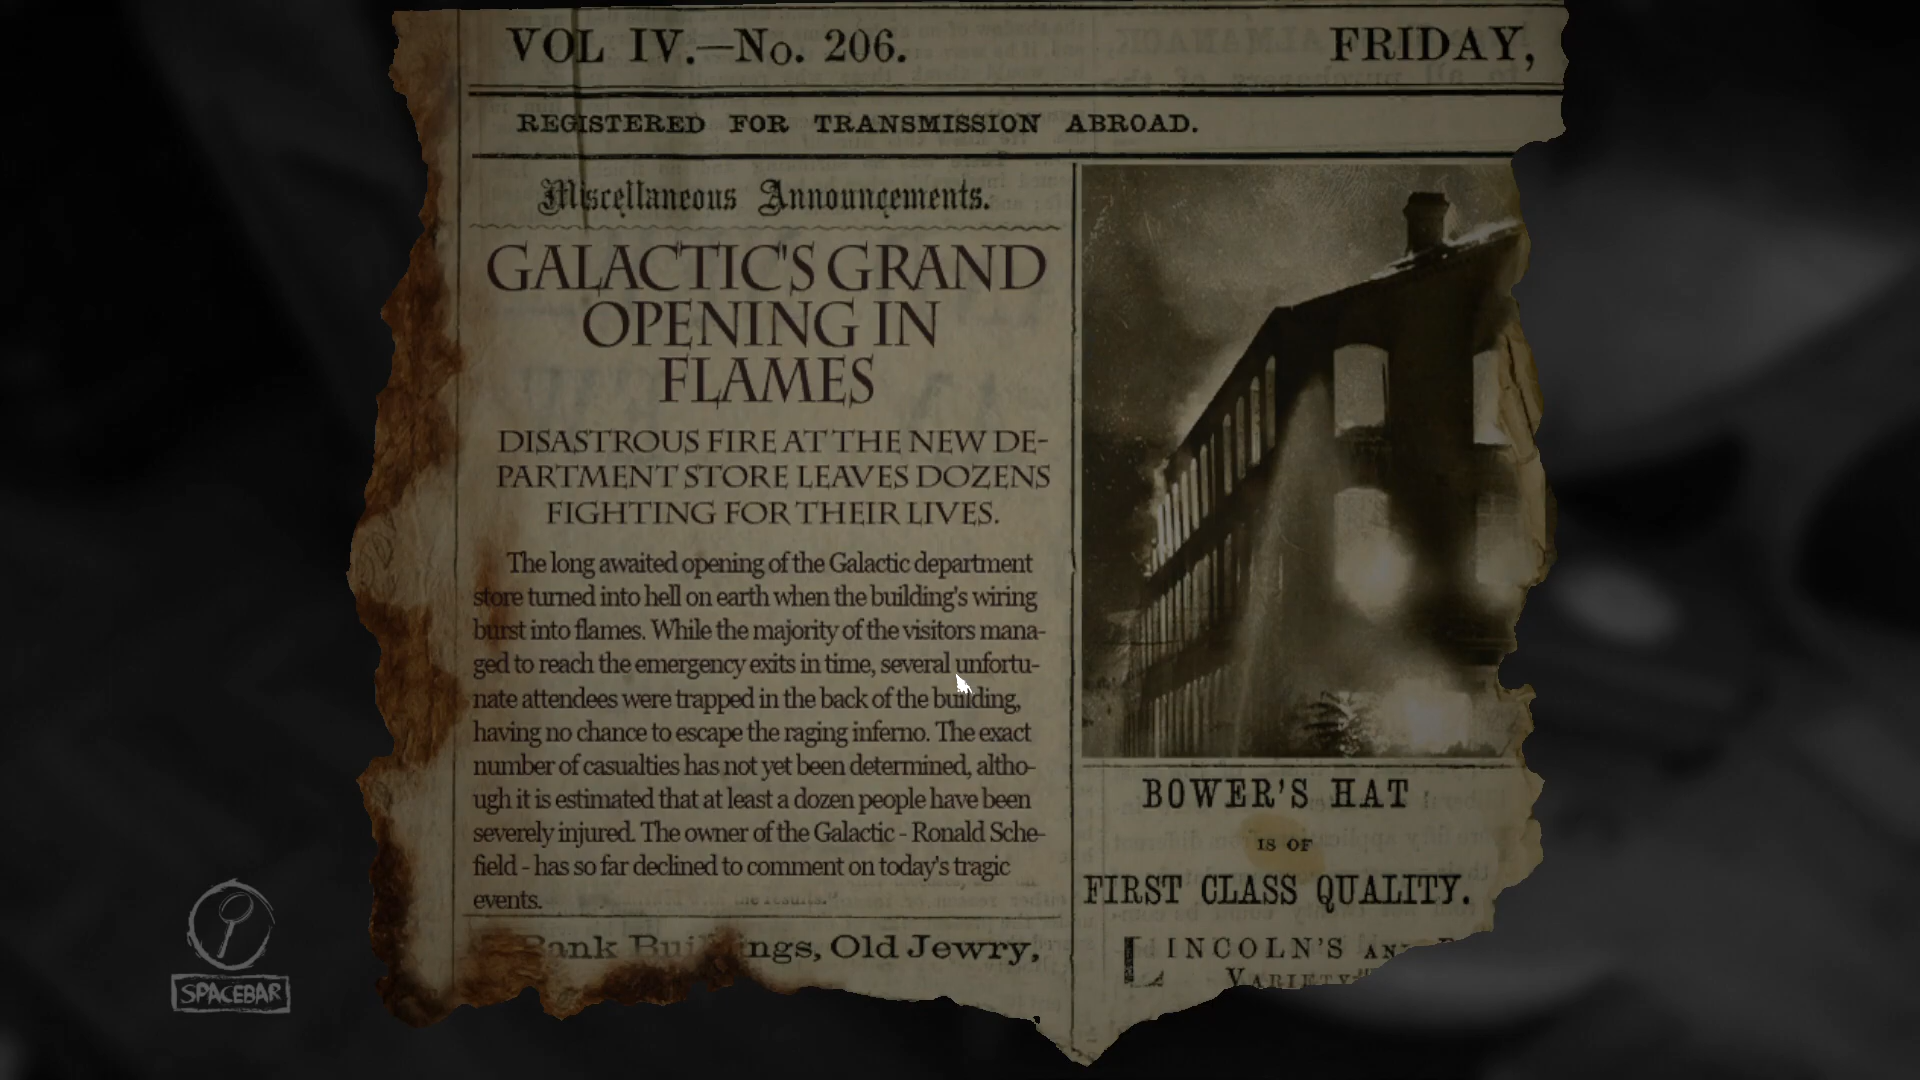 VOL IV.—No. 206.
FRIDAY,
REGISTERED FOR TRANSMISSION ABROAD.
Miscellaneous Announcements.
GALACTIC'S GRAND
OPENING IN
FLAMES
DISASTROUS FIRE AT THE NEW DE-
PARTMENT STORE LEAVES DOZENS
FIGHTING FOR THEIR LIVES.
The long awaited opening of the Galactic department
store turned into hell on earth when the building's wiring
burst into flames. While the majority of the visitors mana-
ged to reach the emergency exits in time, several unfortu-
nate attendees were trapped in the back of the building,
having no chance to escape the raging inferno. The exact
number of casualties has not yet been determined, altho-
ugh it is estimated that at least a dozen people have been
severely injured. The owner of the Galactic - Ronald Sche-
field - has so far declined to comment on today's tragic
events.
Old Jewry,
BOWER'S HAT
IS OF
FIRST CLASS QUALITY.
LINCOLN'S
VARIETY
SPACEBAR